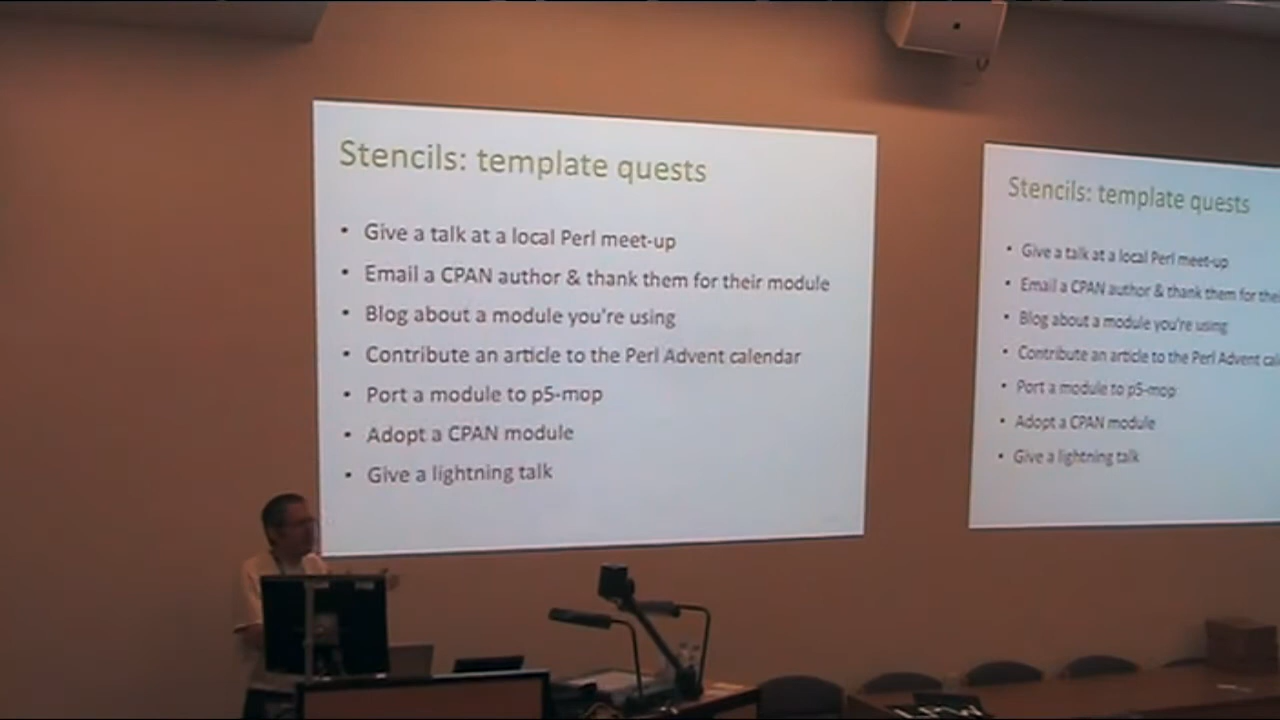 Stencils: template quests
• Give a talk at a local Perl meet-up
• Email a CPAN author & thank them for their module
• Blog about a module you're using
• Contribute an article to the Perl Advent calendar
• Port a module to p5-mop
• Adopt a CPAN module
• Give a lightning talk
Stencils: template quests
• Give a talk at a local Perl meet-up
• Email a CPAN author & thank them for the
• Blog about a module you're using
• Contribute an article to the Perl Advent cal
• Port a module to p5-mop
• Adopt a CPAN module
• Give a lightning talk